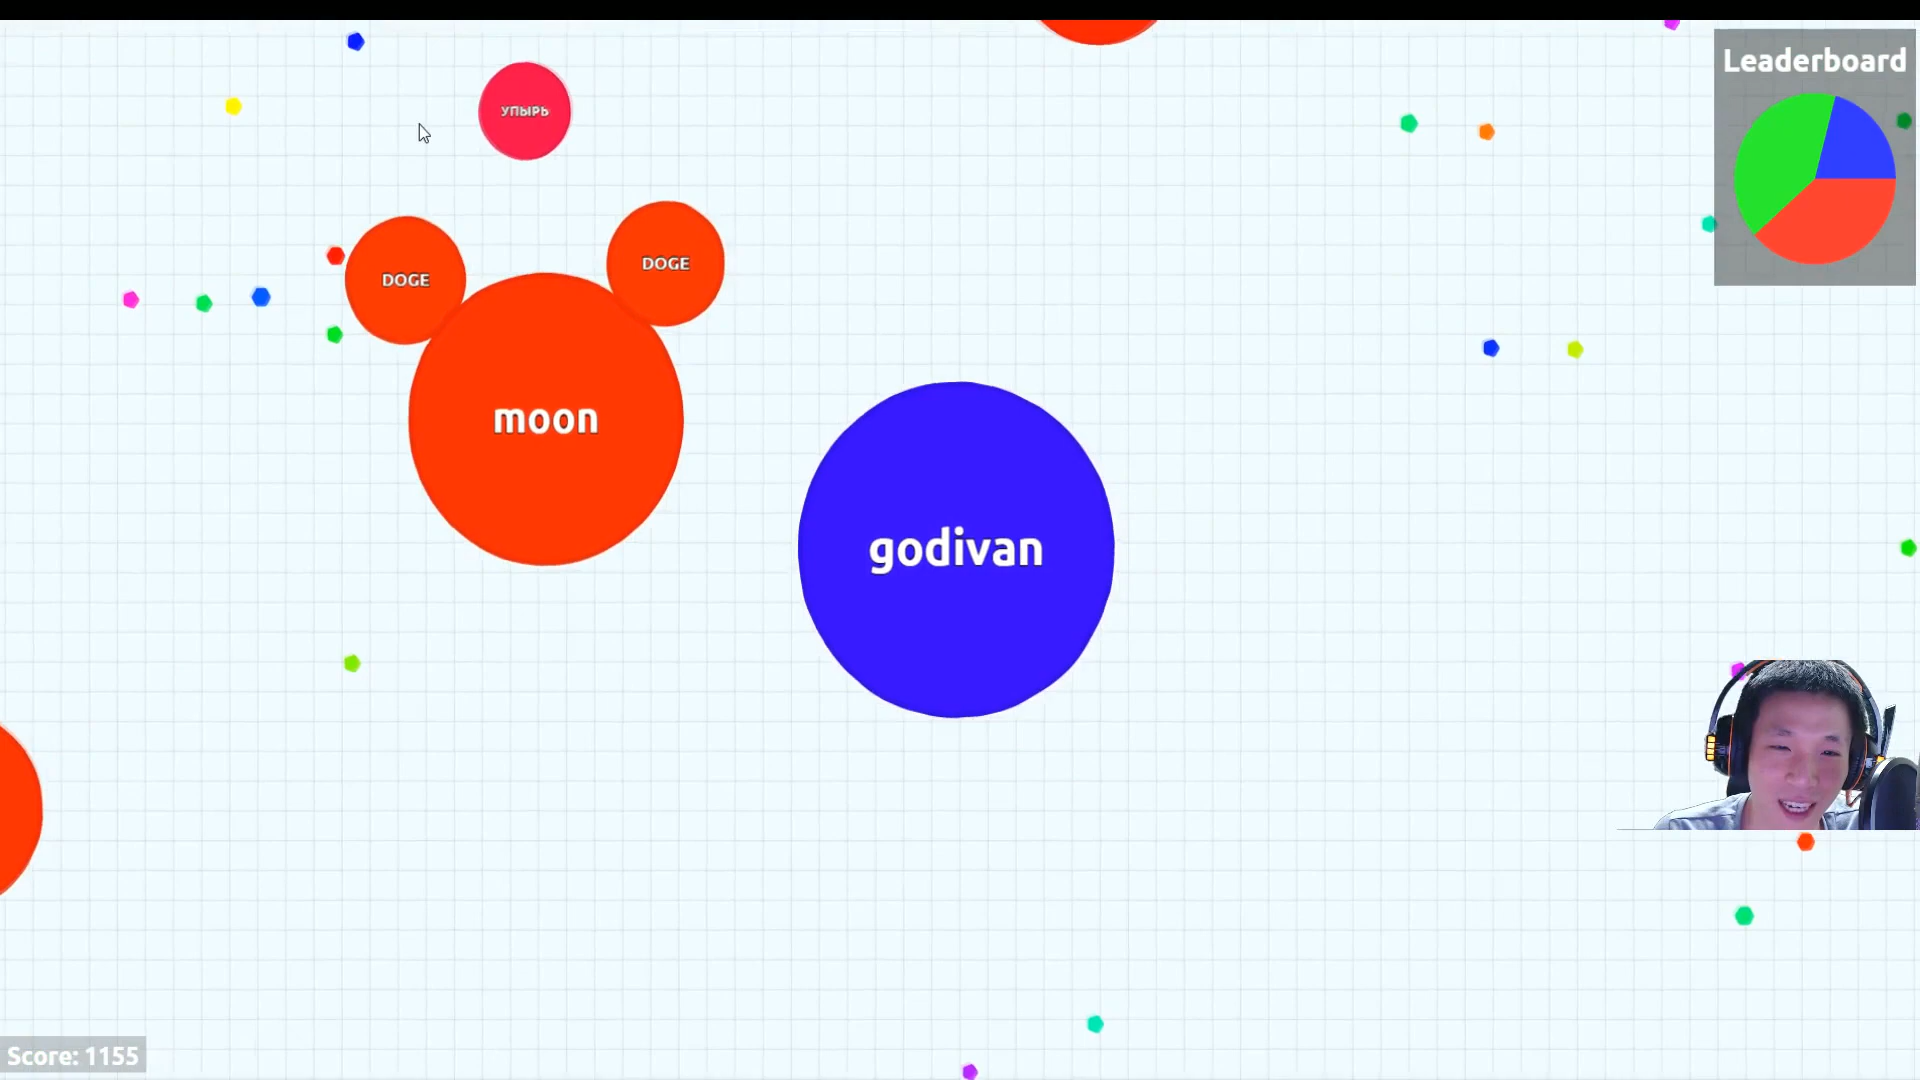 Leaderboard
УПЫРЬ
DOGE
DOGE
moon
godivan
Score: 1155